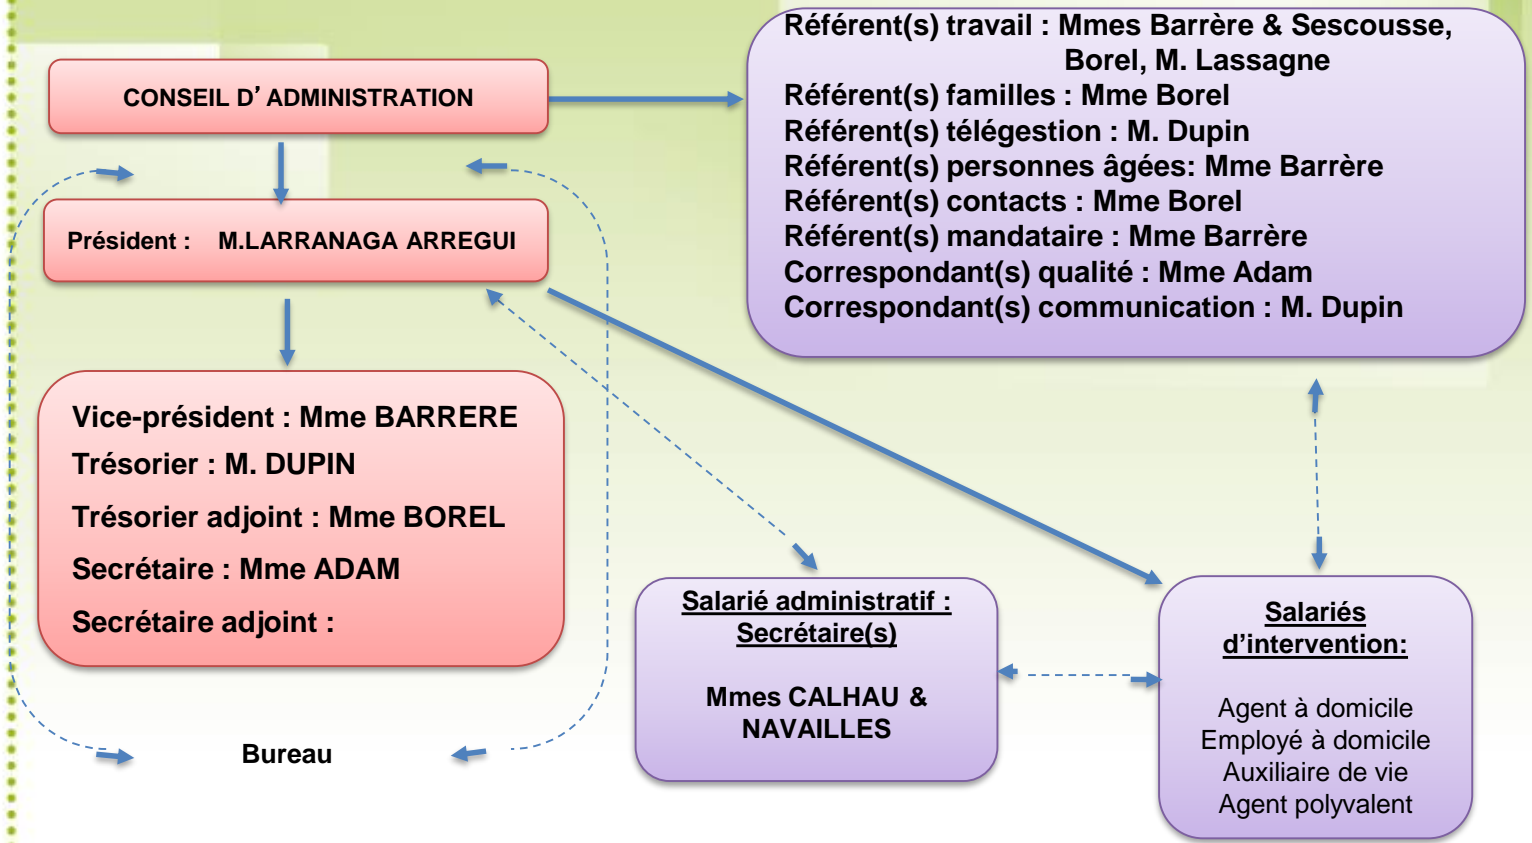 CONSEIL D’ ADMINISTRATION
Référent(s) travail : Mmes Barrère & Sescousse,
Borel, M. Lassagne
Référent(s) familles : Mme Borel
Référent(s) télégestion : M. Dupin
Référent(s) personnes âgées: Mme Barrère
Référent(s) contacts : Mme Borel
Référent(s) mandataire : Mme Barrère
Correspondant(s) qualité : Mme Adam
Correspondant(s) communication : M. Dupin
Président : M.LARRANAGA ARREGUI
Vice-président : Mme BARRERE
Trésorier : M. DUPIN
Trésorier adjoint : Mme BOREL
Secrétaire : Mme ADAM
Secrétaire adjoint :
Bureau
Salarié administratif :
Secrétaire(s)
Mmes CALHAU &
NAVAILLES
Salariés
d’intervention:
Agent à domicile
Employé à domicile
Auxiliaire de vie
Agent polyvalent